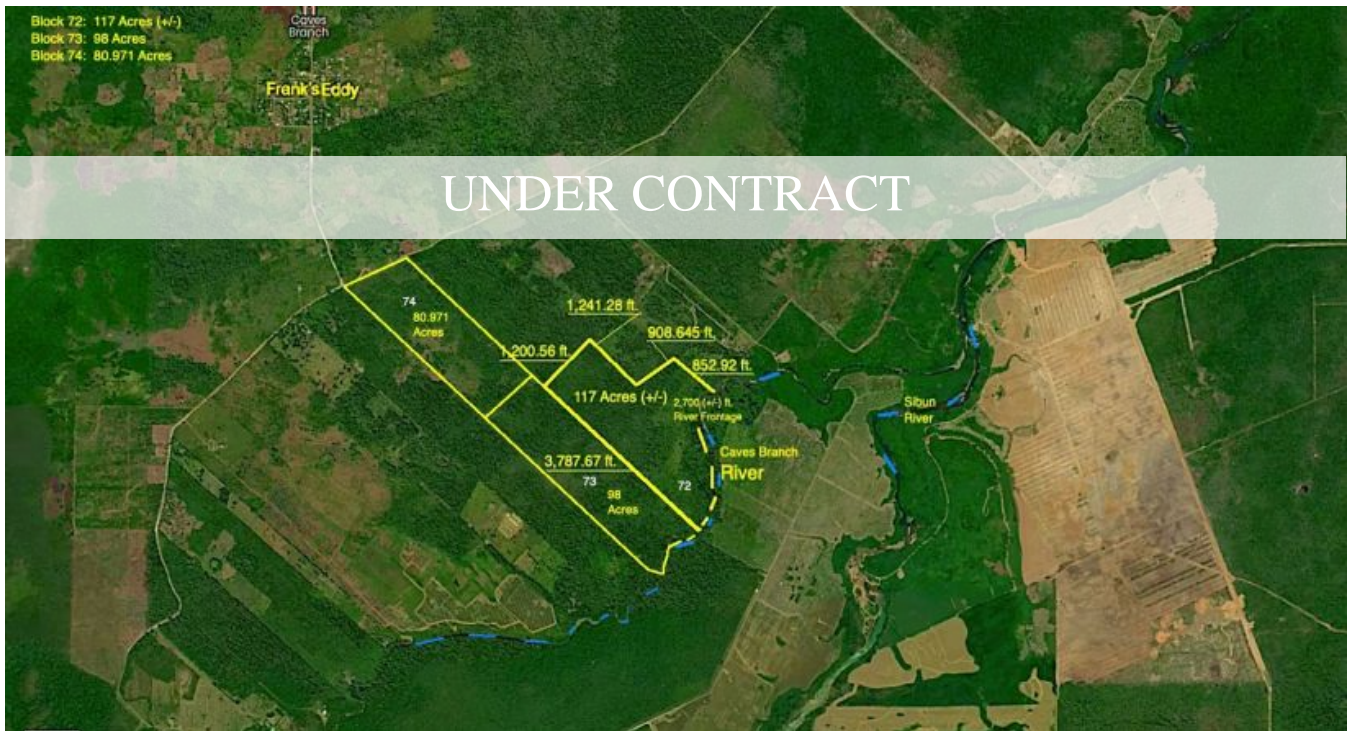 Block 72: 117 Acres (+/-)
Block 73: 98 Acres
Block 74: 80.971 Acres
Caves
Branch
Frank's Eddy
UNDER CONTRACT
74
80.971
Acres
1,241.28 ft.
908.645 ft.
1,200.56 ft.
852.92 ft.
117 Acres (+/-)
2,700 (+/-) ft.
River Frontage
Sibun
River
Caves Branch
River
3,787.67 ft.
73
98
Acres
72